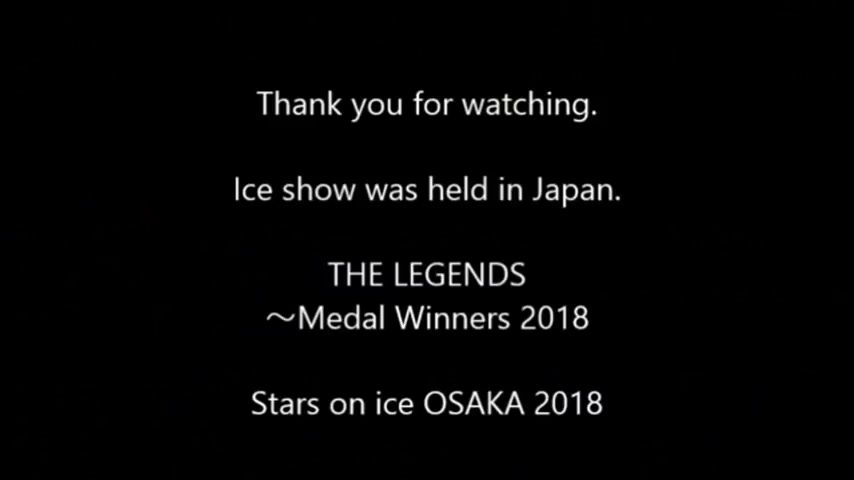 Thank you for watching.
Ice show was held in Japan.
THE LEGENDS
～Medal Winners 2018
Stars on ice OSAKA 2018